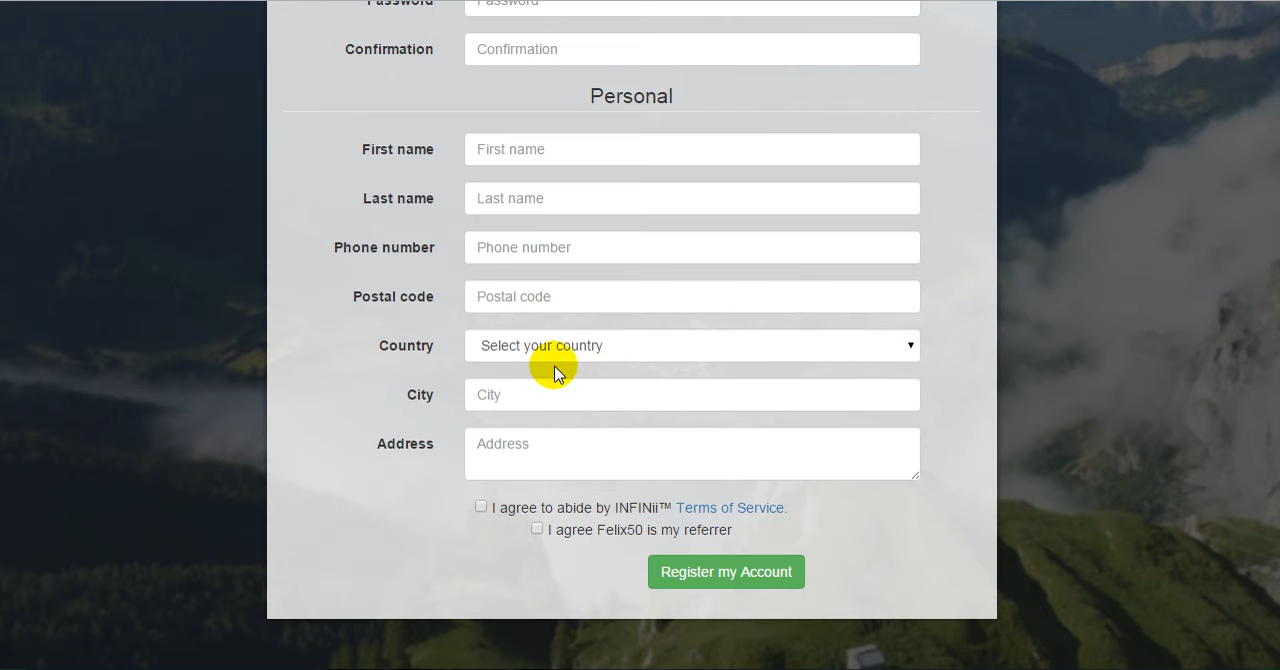 Password Password
Confirmation Confirmation
Personal
First name First name
Last name Last name
Phone number Phone number
Postal code Postal code
Country Select your country
City City
Address Address
I agree to abide by INFINii™ Terms of Service.
I agree Felix50 is my referrer
Register my Account